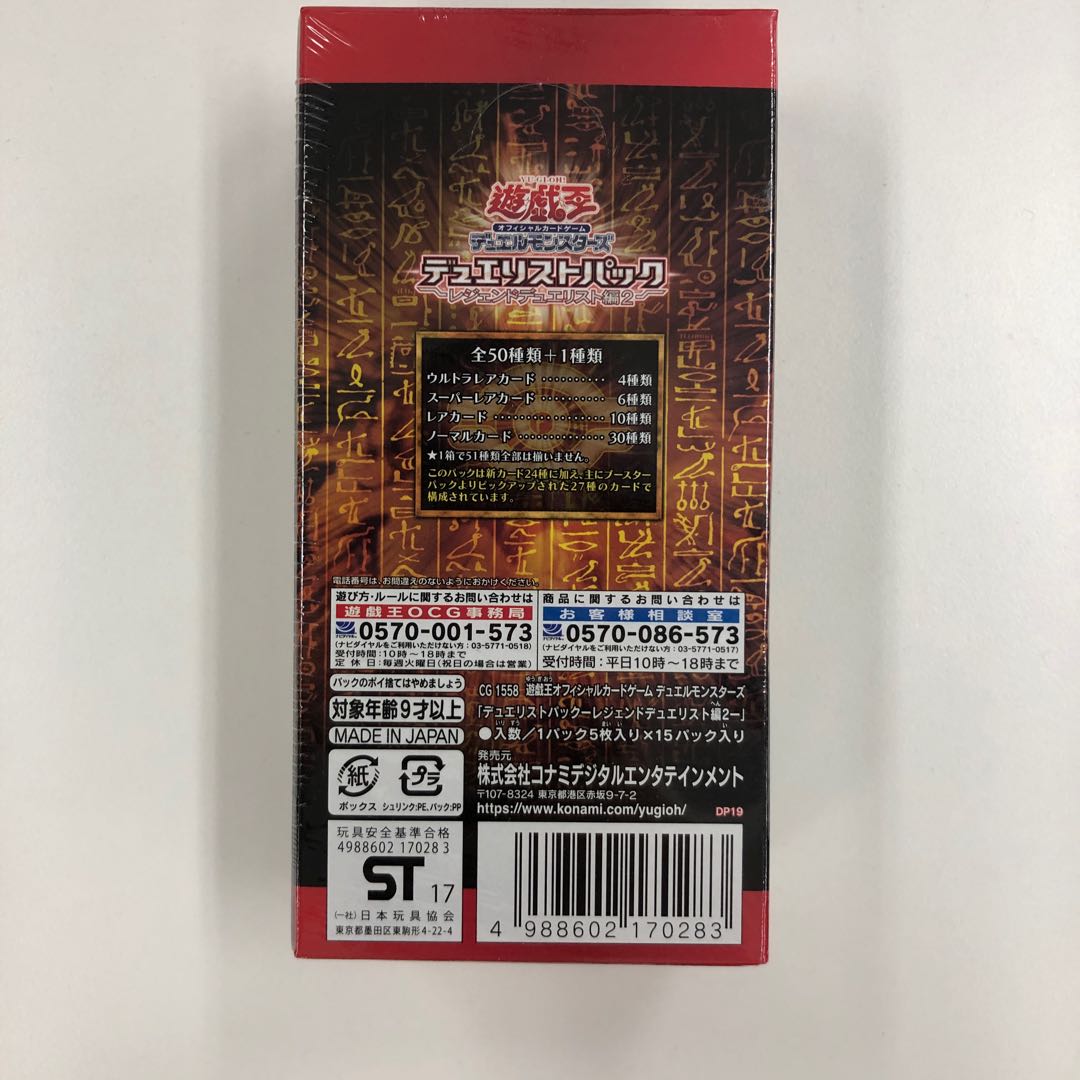 YU-GI-OH!
遊戯王
オフィシャルカードゲーム
デュエルモンスターズ
デュエリストパック
―レジェンドデュエリスト編2―
全50種類＋1種類
ウルトラレアカード ･･････････ 4種類
スーパーレアカード ･･････････ 6種類
レアカード ･････････････････ 10種類
ノーマルカード ･････････････ 30種類
★1箱で51種類全部は揃いません。
このパックは新カード24種に加え、主にブースター
パックよりピックアップされた27種のカードで
構成されています。
電話番号は、お間違えのないようにおかけください。
遊び方・ルールに関するお問い合わせは
遊戯王OCG事務局
ナビダイヤル 0570-001-573
(ナビダイヤルをご利用いただけない方：03-5771-0518)
受付時間：10時～18時まで
定休日：毎週火曜日(祝日の場合は営業)
商品に関するお問い合わせは
お客様相談室
ナビダイヤル 0570-086-573
(ナビダイヤルをご利用いただけない方：03-5771-0517)
受付時間：平日10時～18時まで
パックのポイ捨てはやめましょう
対象年齢9才以上
MADE IN JAPAN
紙
ボックス
プラ
シュリンク:PE、パック:PP
CG 1558 遊戯王オフィシャルカードゲーム デュエルモンスターズ
「デュエリストパック－レジェンドデュエリスト編2－」
●入数／1パック5枚入り×15パック入り
発売元
株式会社コナミデジタルエンタテインメント
〒107-8324 東京都港区赤坂9-7-2
https://www.konami.com/yugioh/ DP19
玩具安全基準合格
4988602 170283
ST 17
(一社)日本玩具協会
東京都墨田区東駒形4-22-4
4 988602 170283